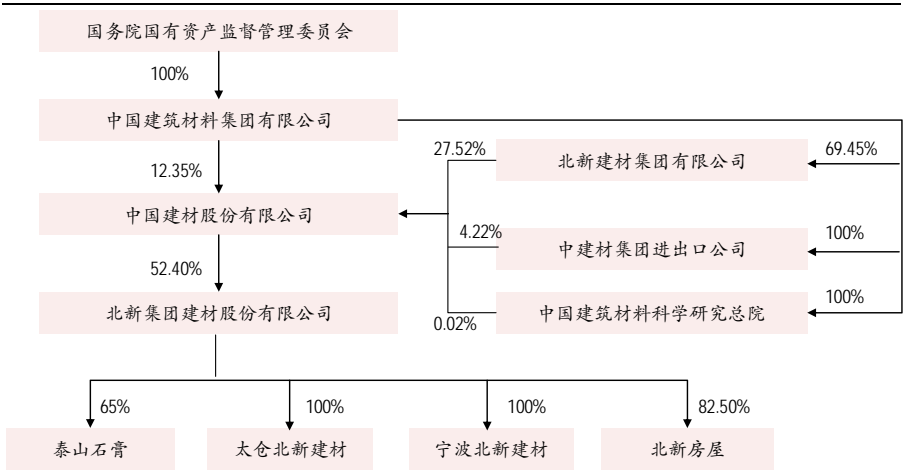 国务院国有资产监督管理委员会
100%
中国建筑材料集团有限公司
27.52%
北新建材集团有限公司
69.45%
12.35%
中国建材股份有限公司
4.22%
中建材集团进出口公司
100%
52.40%
北新集团建材股份有限公司
0.02%
中国建筑材料科学研究总院
100%
65%
100%
100%
82.50%
泰山石膏
太仓北新建材
宁波北新建材
北新房屋